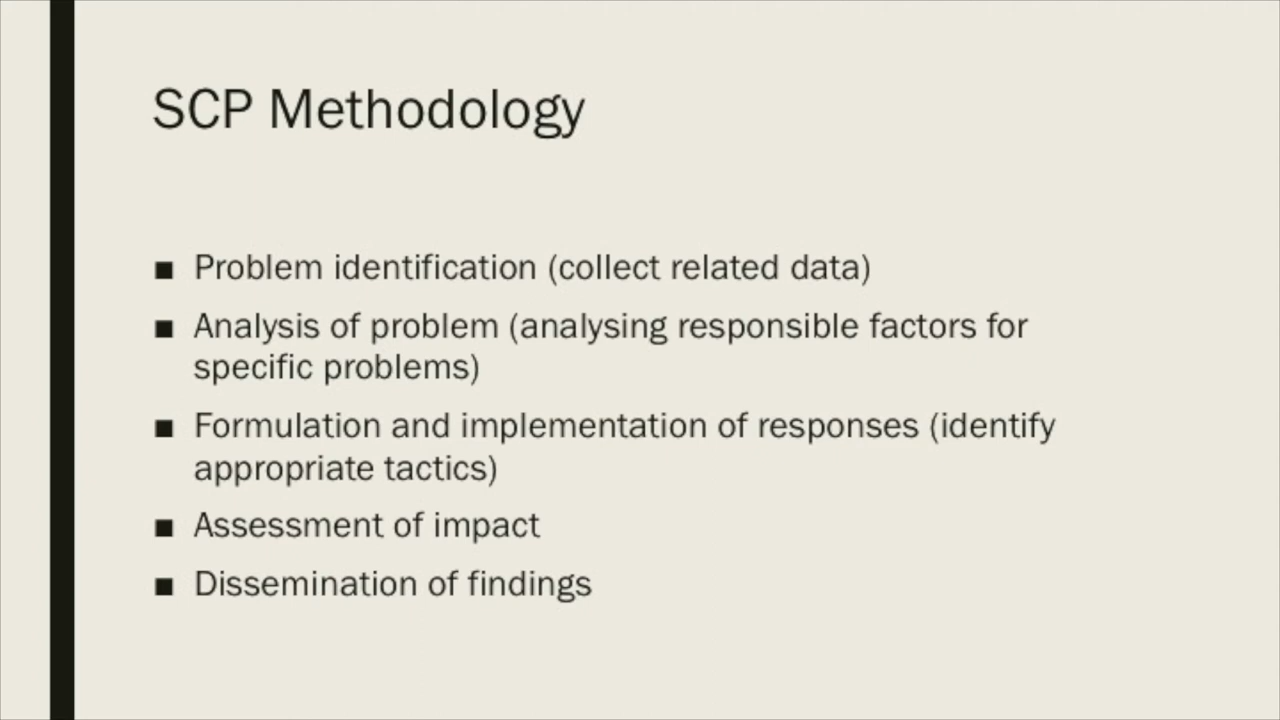 SCP Methodology
■ Problem identification (collect related data)
■ Analysis of problem (analysing responsible factors for
specific problems)
■ Formulation and implementation of responses (identify
appropriate tactics)
■ Assessment of impact
■ Dissemination of findings